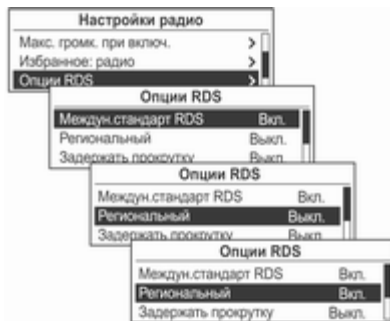 Настройки радио
Макс. громк. при включ. >
Избранное: радио >
Опции RDS >
Опции RDS
Междун.стандарт RDS Вкл.
Региональный Выкл.
Задержать прокрутку Выкл.
Опции RDS
Междун.стандарт RDS Вкл.
Региональный Выкл.
Задержать прокрутку Выкл.
Опции RDS
Междун.стандарт RDS Вкл.
Региональный Вкл.
Задержать прокрутку Выкл.